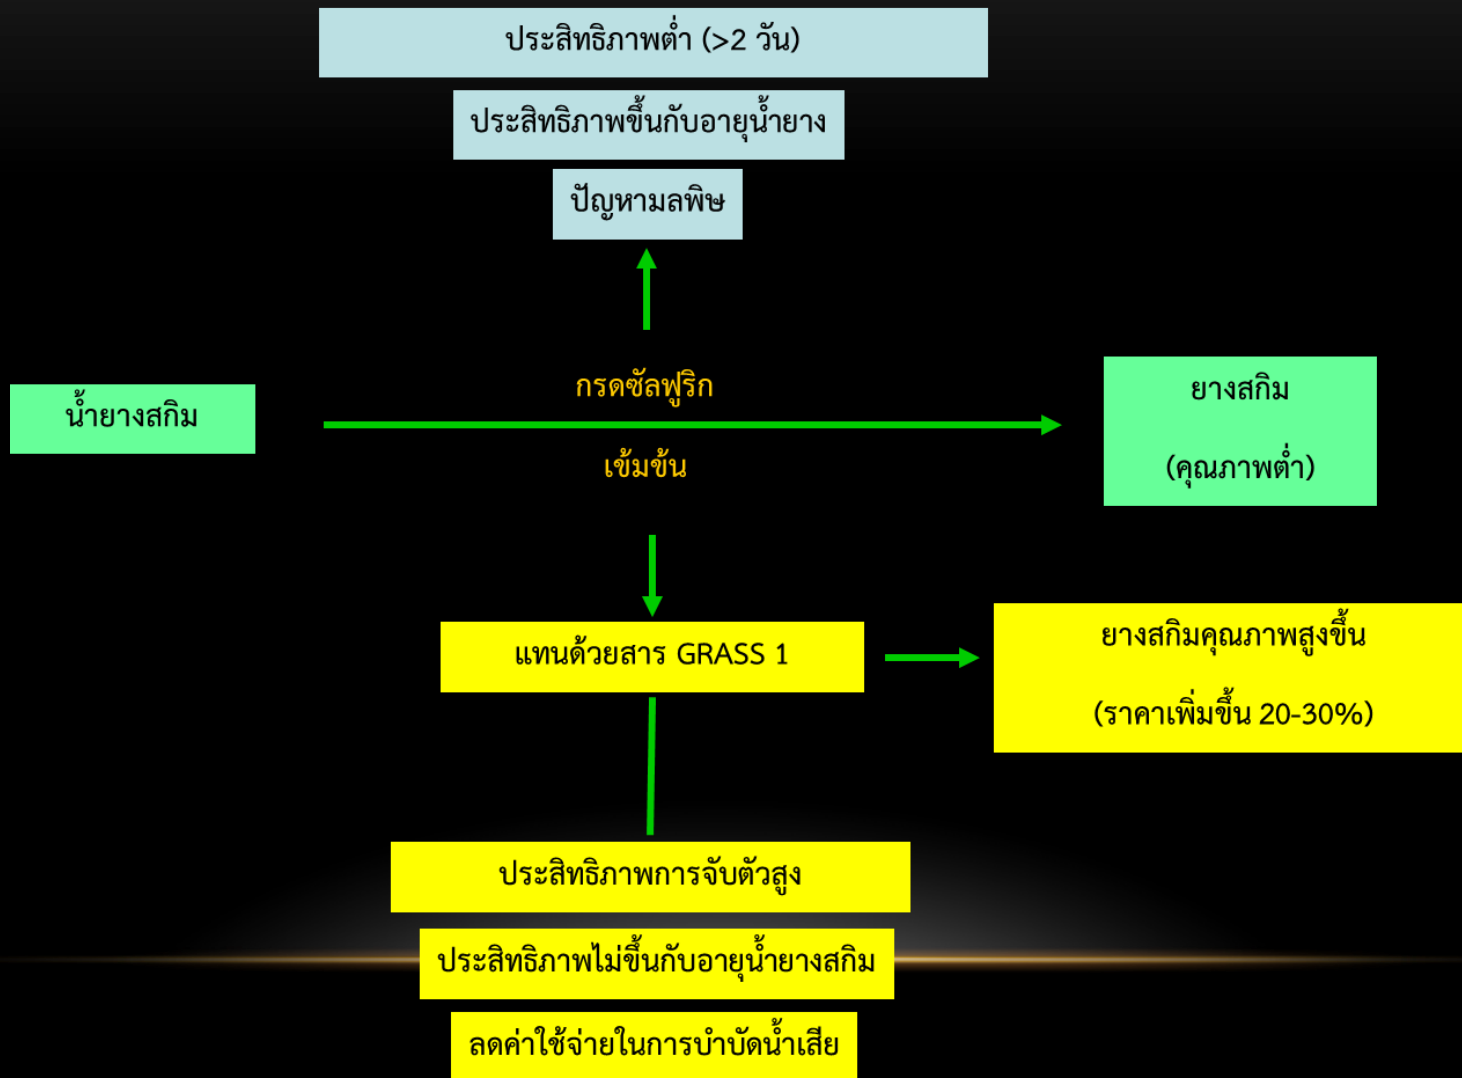 ประสิทธิภาพต่ำ (>2 วัน)
ประสิทธิภาพขึ้นกับอายุน้ำยาง
ปัญหามลพิษ
กรดซัลฟูริก
เข้มข้น
น้ำยางสกิม
ยางสกิม
(คุณภาพต่ำ)
แทนด้วยสาร GRASS 1
ยางสกิมคุณภาพสูงขึ้น
(ราคาเพิ่มขึ้น 20-30%)
ประสิทธิภาพการจับตัวสูง
ประสิทธิภาพไม่ขึ้นกับอายุน้ำยางสกิม
ลดค่าใช้จ่ายในการบำบัดน้ำเสีย